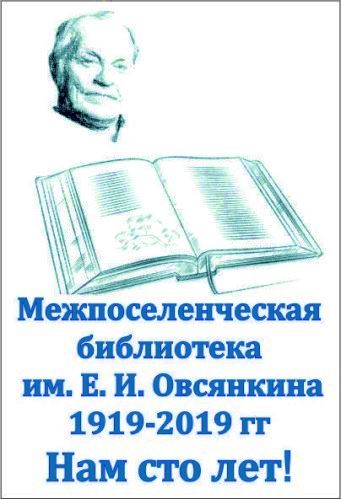 Межпоселенческая
библиотека
им. Е. И. Овсянкина
1919-2019 гг
Нам сто лет!